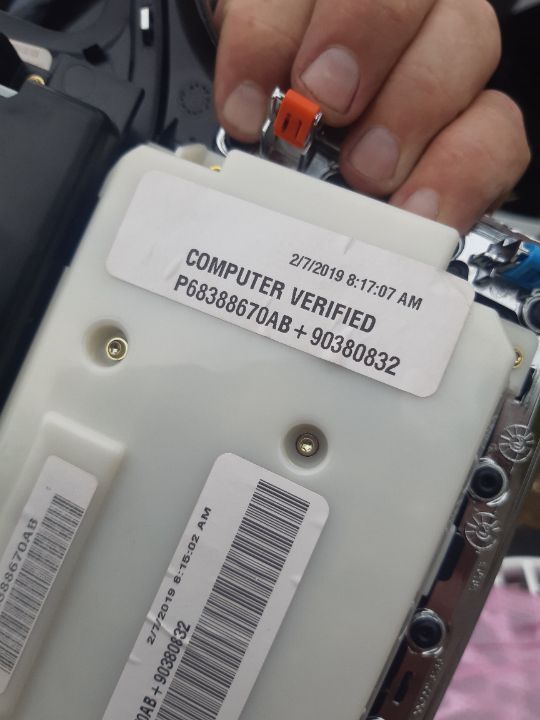 2/7/2019 8:17:07 AM
COMPUTER VERIFIED
P68388670AB + 90380832
2/7/2019 8:15:02 AM
0AB + 90380832
88670AB